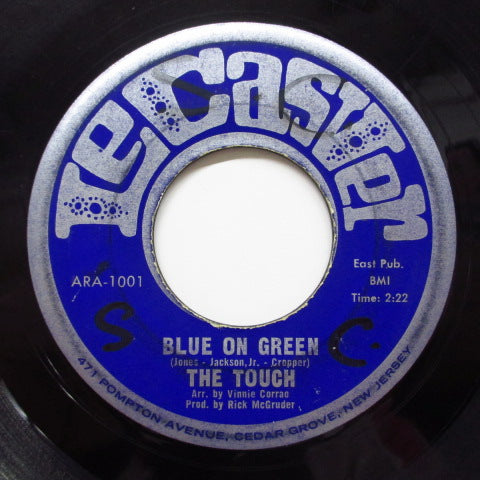 Lecasver
East Pub.
BMI
ARA-1001
Time: 2:22
S
C
BLUE ON GREEN
(Jones - Jackson, Jr. - Cropper)
THE TOUCH
Arr. by Vinnie Corrao
Prod. by Rick McGruder
471 POMPTON AVENUE, CEDAR GROVE, NEW JERSEY